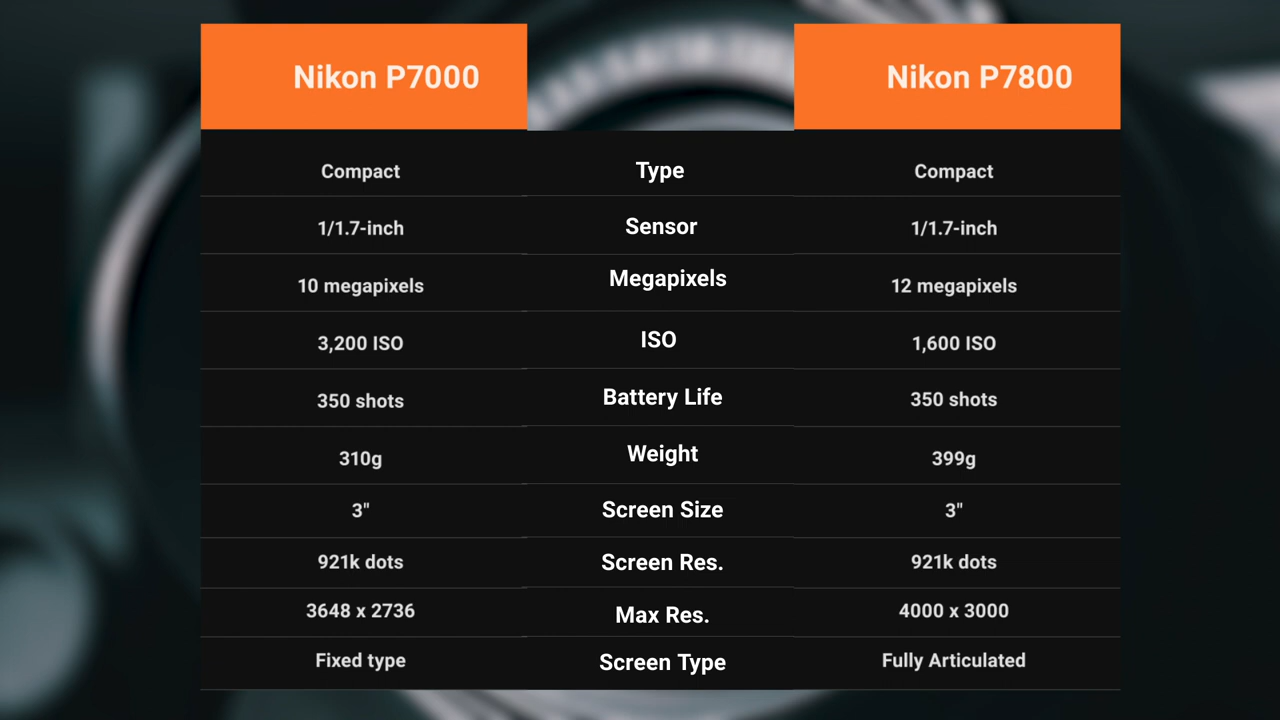 Nikon P7000
Nikon P7800
Compact
Type
Compact
1/1.7-inch
Sensor
1/1.7-inch
10 megapixels
Megapixels
12 megapixels
3,200 ISO
ISO
1,600 ISO
350 shots
Battery Life
350 shots
310g
Weight
399g
3"
Screen Size
3"
921k dots
Screen Res.
921k dots
3648 x 2736
Max Res.
4000 x 3000
Fixed type
Screen Type
Fully Articulated